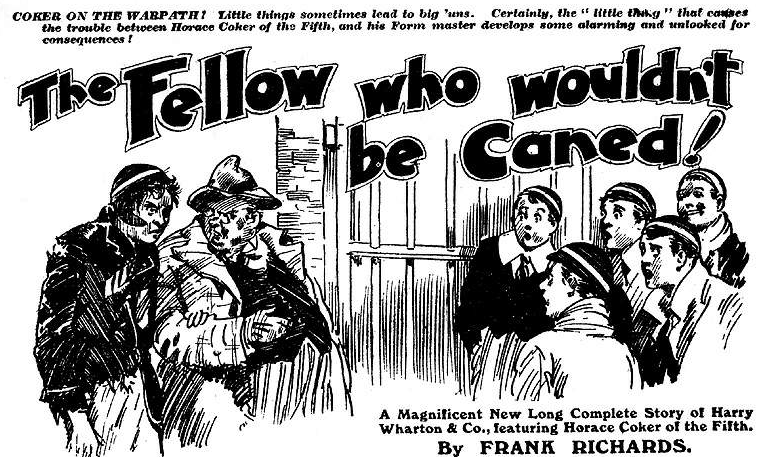 COKER ON THE WARPATH! Little things sometimes lead to big 'uns. Certainly, the "little thing" that causes
the trouble between Horace Coker of the Fifth, and his Form master develops some alarming and unlooked for
consequences!
The Fellow who wouldn't
be Caned!
A Magnificent New Long Complete Story of Harry
Wharton & Co., featuring Horace Coker of the Fifth.
By FRANK RICHARDS.